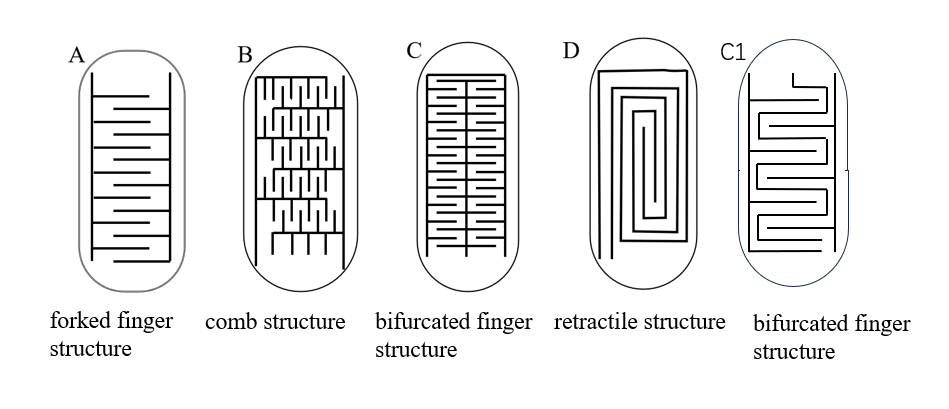 A
B
C
D
C1
forked finger
structure
comb structure
bifurcated finger
structure
retractile structure
bifurcated finger
structure